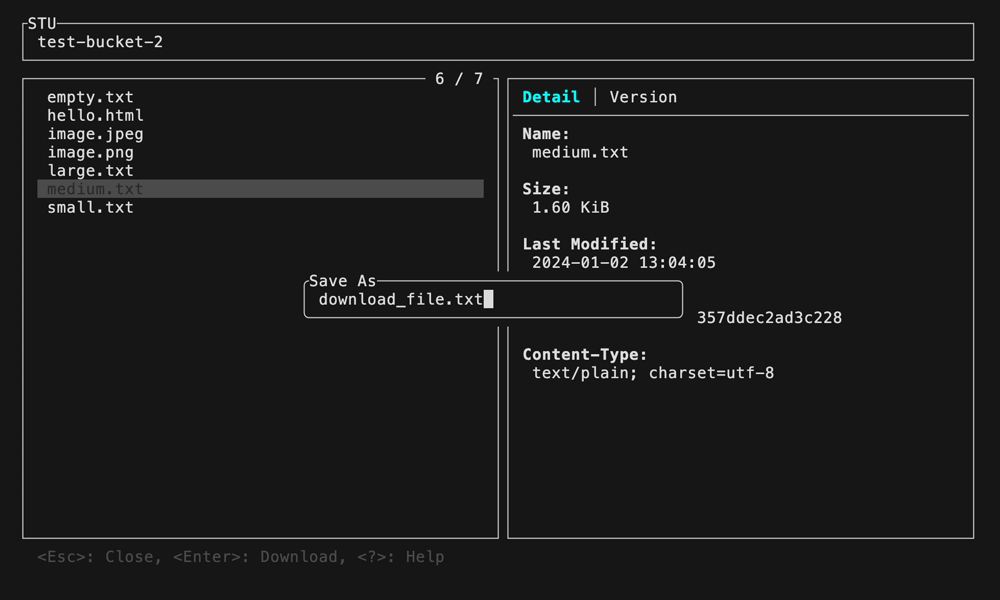 STU
test-bucket-2
6 / 7
empty.txt
hello.html
image.jpeg
image.png
large.txt
medium.txt
small.txt
Detail │ Version
Name:
medium.txt
Size:
1.60 KiB
Last Modified:
2024-01-02 13:04:05
Save As
download_file.txt
357ddec2ad3c228
Content-Type:
text/plain; charset=utf-8
<Esc>: Close, <Enter>: Download, <?>: Help